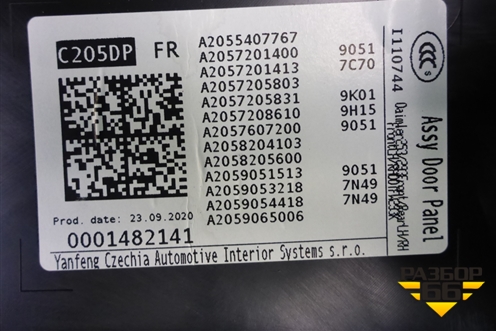 C205DP FR
A2055407767
A2057201400 9051
A2057201413 7C70
A2057205803
A2057205831 9K01
A2057208610 9H15
A2057607200 9051
A2058204103
A2058205600
A2059051513 9051
A2059053218 7N49
A2059054418 7N49
A2059065006
Prod. date: 23.09.2020
0001482141
Yanfeng Czechia Automotive Interior Systems s.r.o.
CCC S
I110744
Assy Door Panel
РАЗБОР
66